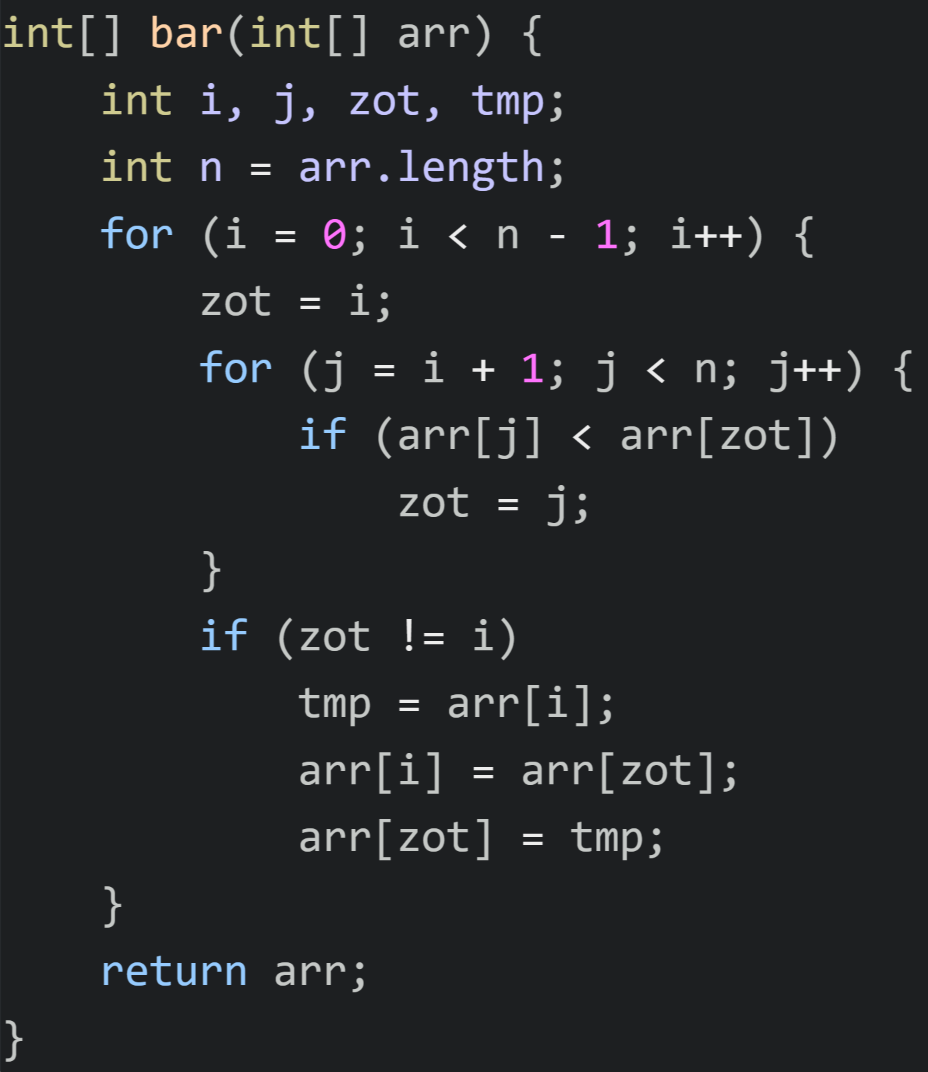 int[] bar(int[] arr) {
    int i, j, zot, tmp;
    int n = arr.length;
    for (i = 0; i < n - 1; i++) {
        zot = i;
        for (j = i + 1; j < n; j++) {
            if (arr[j] < arr[zot])
                zot = j;
        }
        if (zot != i)
            tmp = arr[i];
            arr[i] = arr[zot];
            arr[zot] = tmp;
    }
    return arr;
}